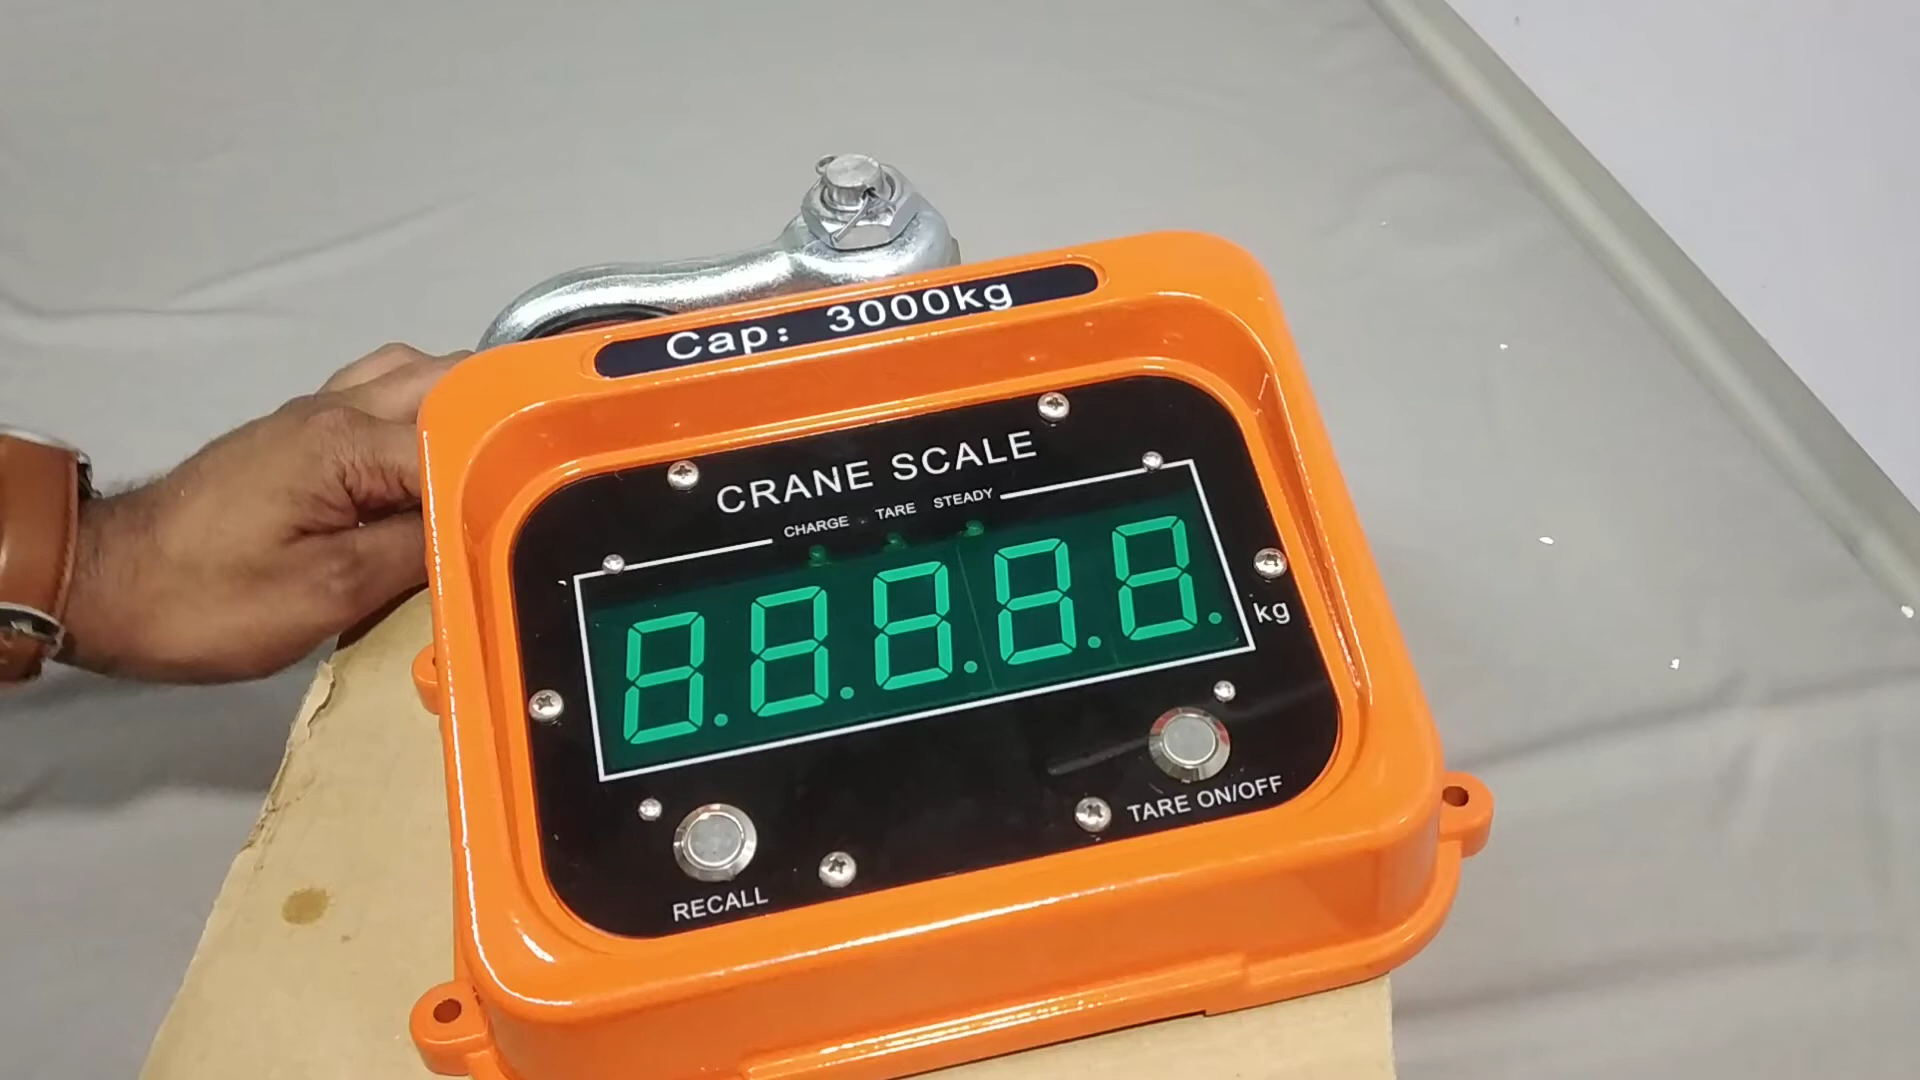 Cap: 3000kg
CRANE SCALE
CHARGE TARE STEADY
8.8.8.8.8. kg
RECALL TARE ON/OFF